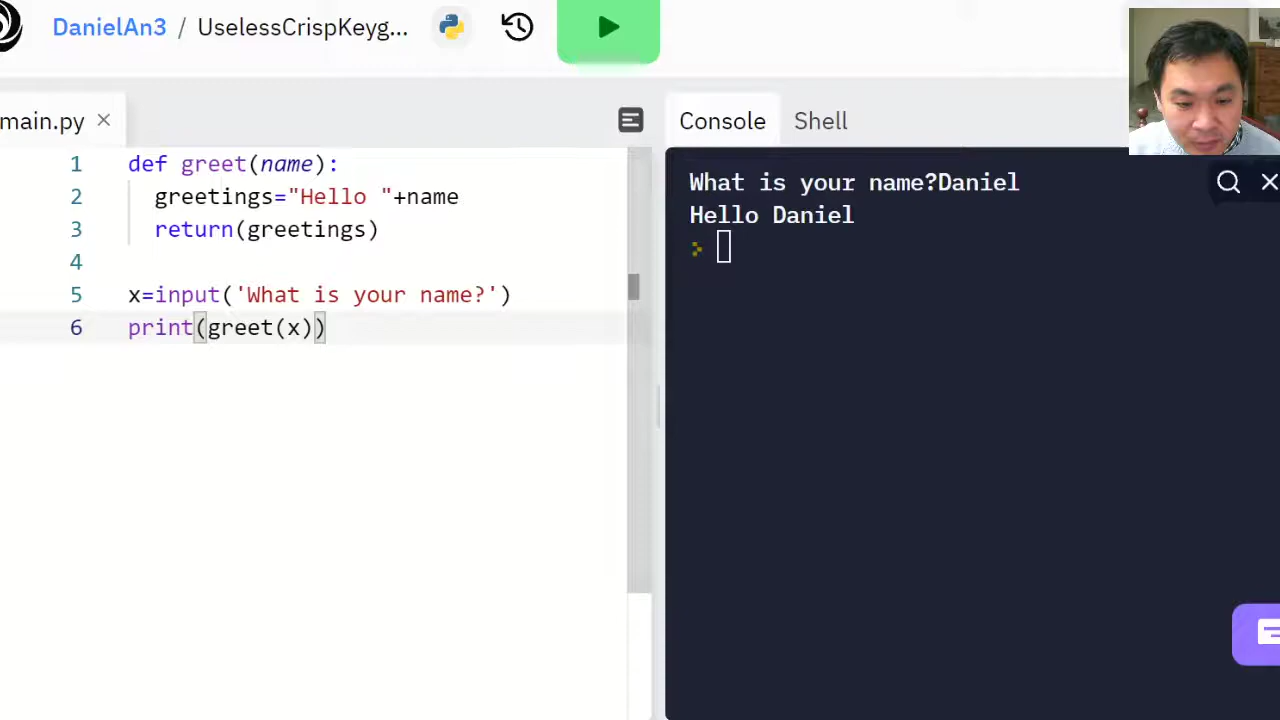 DanielAn3 / UselessCrispKeyg...
main.py
Console Shell
1 def greet(name):
2 greetings="Hello "+name
3 return(greetings)
4
5 x=input('What is your name?')
6 print(greet(x))
What is your name?Daniel
Hello Daniel
>